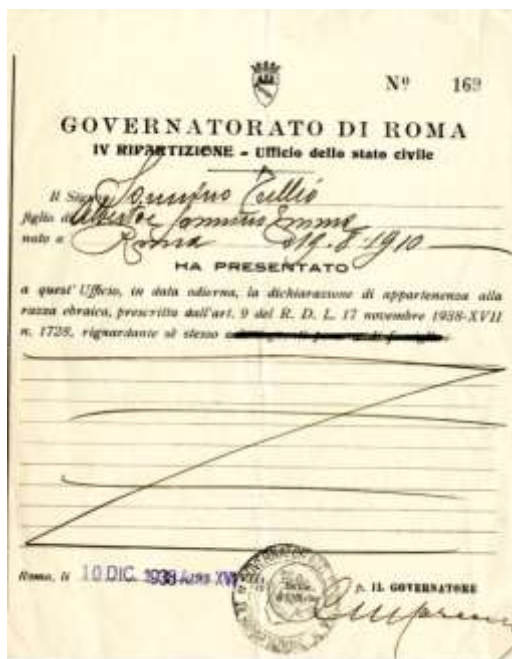 Nº 169
GOVERNATORATO DI ROMA
IV RIPARTIZIONE - Ufficio dello stato civile
Il Signor Sonnino Tullio
figlio di Alberto e Sonnino Emma
nato a Roma il 19-8-1910
HA PRESENTATO
a quest' Ufficio, in data odierna, la dichiarazione di appartenenza alla
razza ebraica, prescritta dall'art. 9 del R. D. L. 17 novembre 1938-XVII
n. 1728, riguardante sè stesso
Roma, li 10 DIC. 1938 Anno XVII
p. IL GOVERNATORE